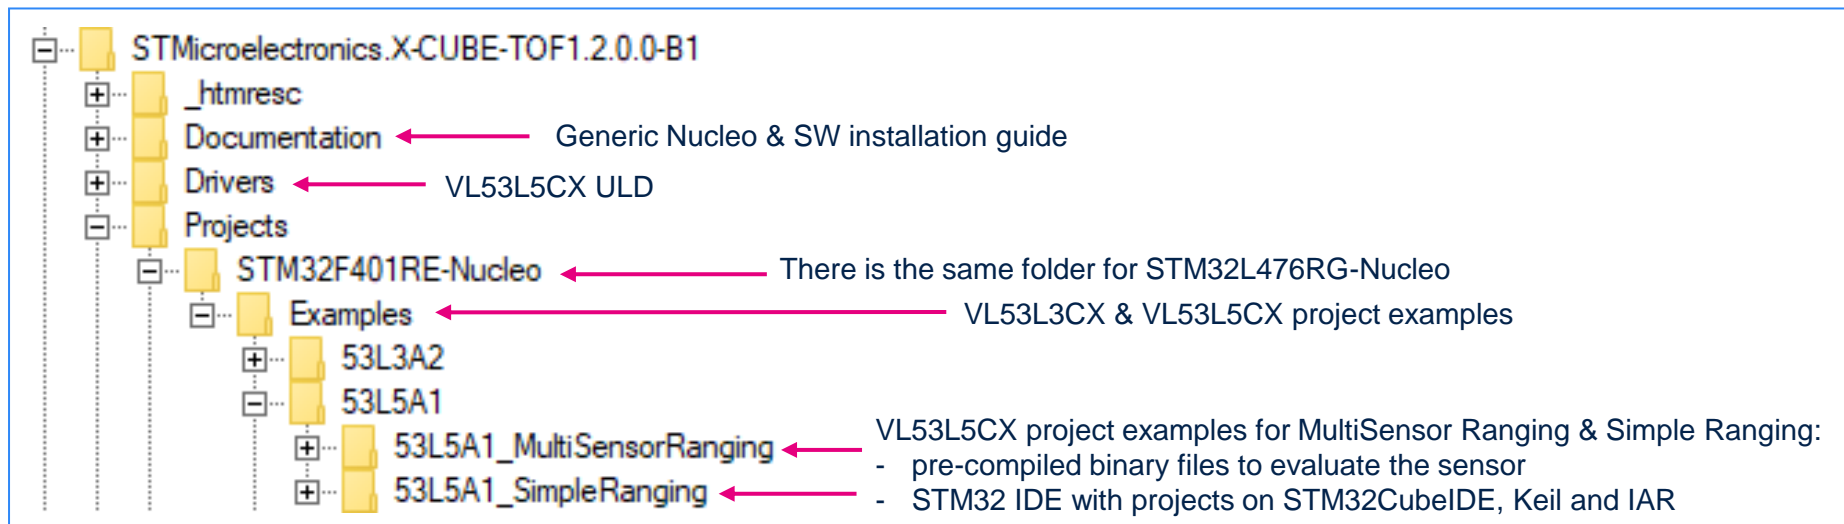 STMicroelectronics.X-CUBE-TOF1.2.0.0-B1
_htmresc
Documentation Generic Nucleo & SW installation guide
Drivers VL53L5CX ULD
Projects
STM32F401RE-Nucleo There is the same folder for STM32L476RG-Nucleo
Examples VL53L3CX & VL53L5CX project examples
53L3A2
53L5A1
53L5A1_MultiSensorRanging
53L5A1_SimpleRanging
VL53L5CX project examples for MultiSensor Ranging & Simple Ranging:
- pre-compiled binary files to evaluate the sensor
- STM32 IDE with projects on STM32CubeIDE, Keil and IAR